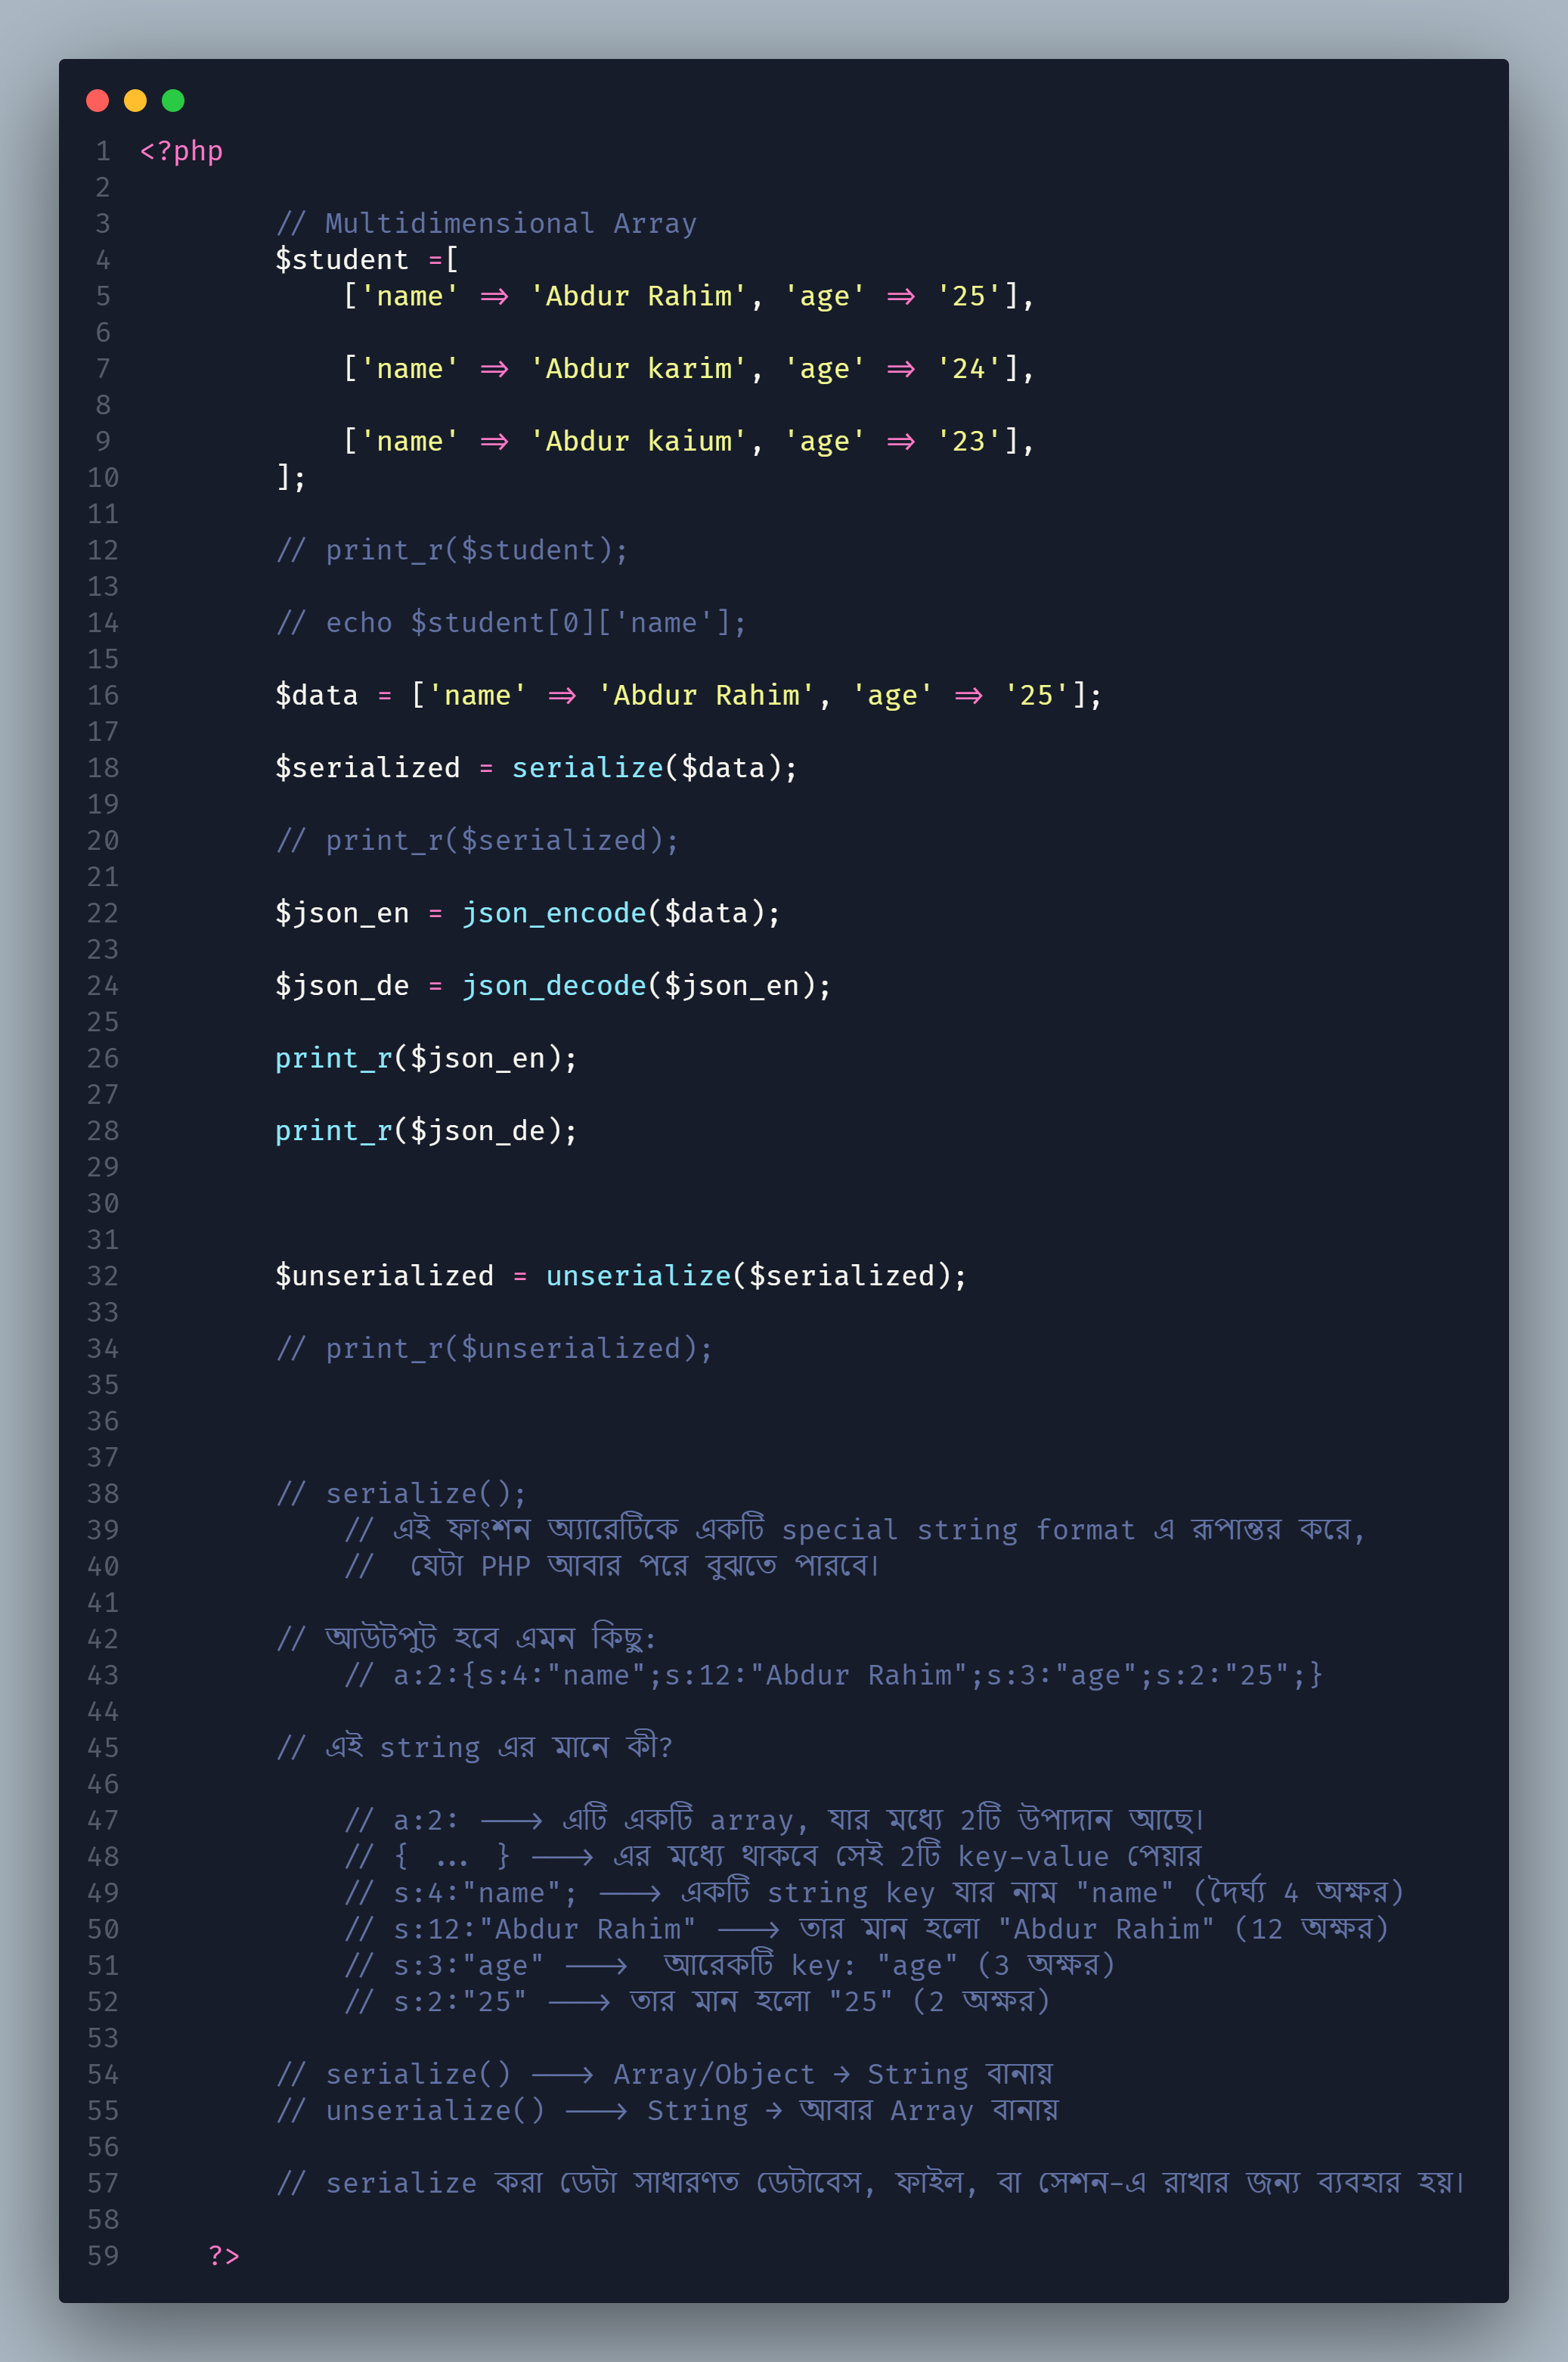 1 <?php
2
3 // Multidimensional Array
4 $student =[
5 ['name' => 'Abdur Rahim', 'age' => '25'],
6
7 ['name' => 'Abdur karim', 'age' => '24'],
8
9 ['name' => 'Abdur kaium', 'age' => '23'],
10 ];
11
12 // print_r($student);
13
14 // echo $student[0]['name'];
15
16 $data = ['name' => 'Abdur Rahim', 'age' => '25'];
17
18 $serialized = serialize($data);
19
20 // print_r($serialized);
21
22 $json_en = json_encode($data);
23
24 $json_de = json_decode($json_en);
25
26 print_r($json_en);
27
28 print_r($json_de);
29
30
31
32 $unserialized = unserialize($serialized);
33
34 // print_r($unserialized);
35
36
37
38 // serialize();
39 // এই ফাংশন অ্যারেটিকে একটি special string format এ রূপান্তর করে,
40 // যেটা PHP আবার পরে বুঝতে পারবে।
41
42 // আউটপুট হবে এমন কিছু:
43 // a:2:{s:4:"name";s:12:"Abdur Rahim";s:3:"age";s:2:"25";}
44
45 // এই string এর মানে কী?
46
47 // a:2: ---> এটি একটি array, যার মধ্যে 2টি উপাদান আছে।
48 // { ... } ---> এর মধ্যে থাকবে সেই 2টি key-value পেয়ার
49 // s:4:"name"; ---> একটি string key যার নাম "name" (দৈর্ঘ্য 4 অক্ষর)
50 // s:12:"Abdur Rahim" ---> তার মান হলো "Abdur Rahim" (12 অক্ষর)
51 // s:3:"age" ---> আরেকটি key: "age" (3 অক্ষর)
52 // s:2:"25" ---> তার মান হলো "25" (2 অক্ষর)
53
54 // serialize() ---> Array/Object → String বানায়
55 // unserialize() ---> String → আবার Array বানায়
56
57 // serialize করা ডেটা সাধারণত ডেটাবেস, ফাইল, বা সেশন-এ রাখার জন্য ব্যবহার হয়।
58
59 ?>